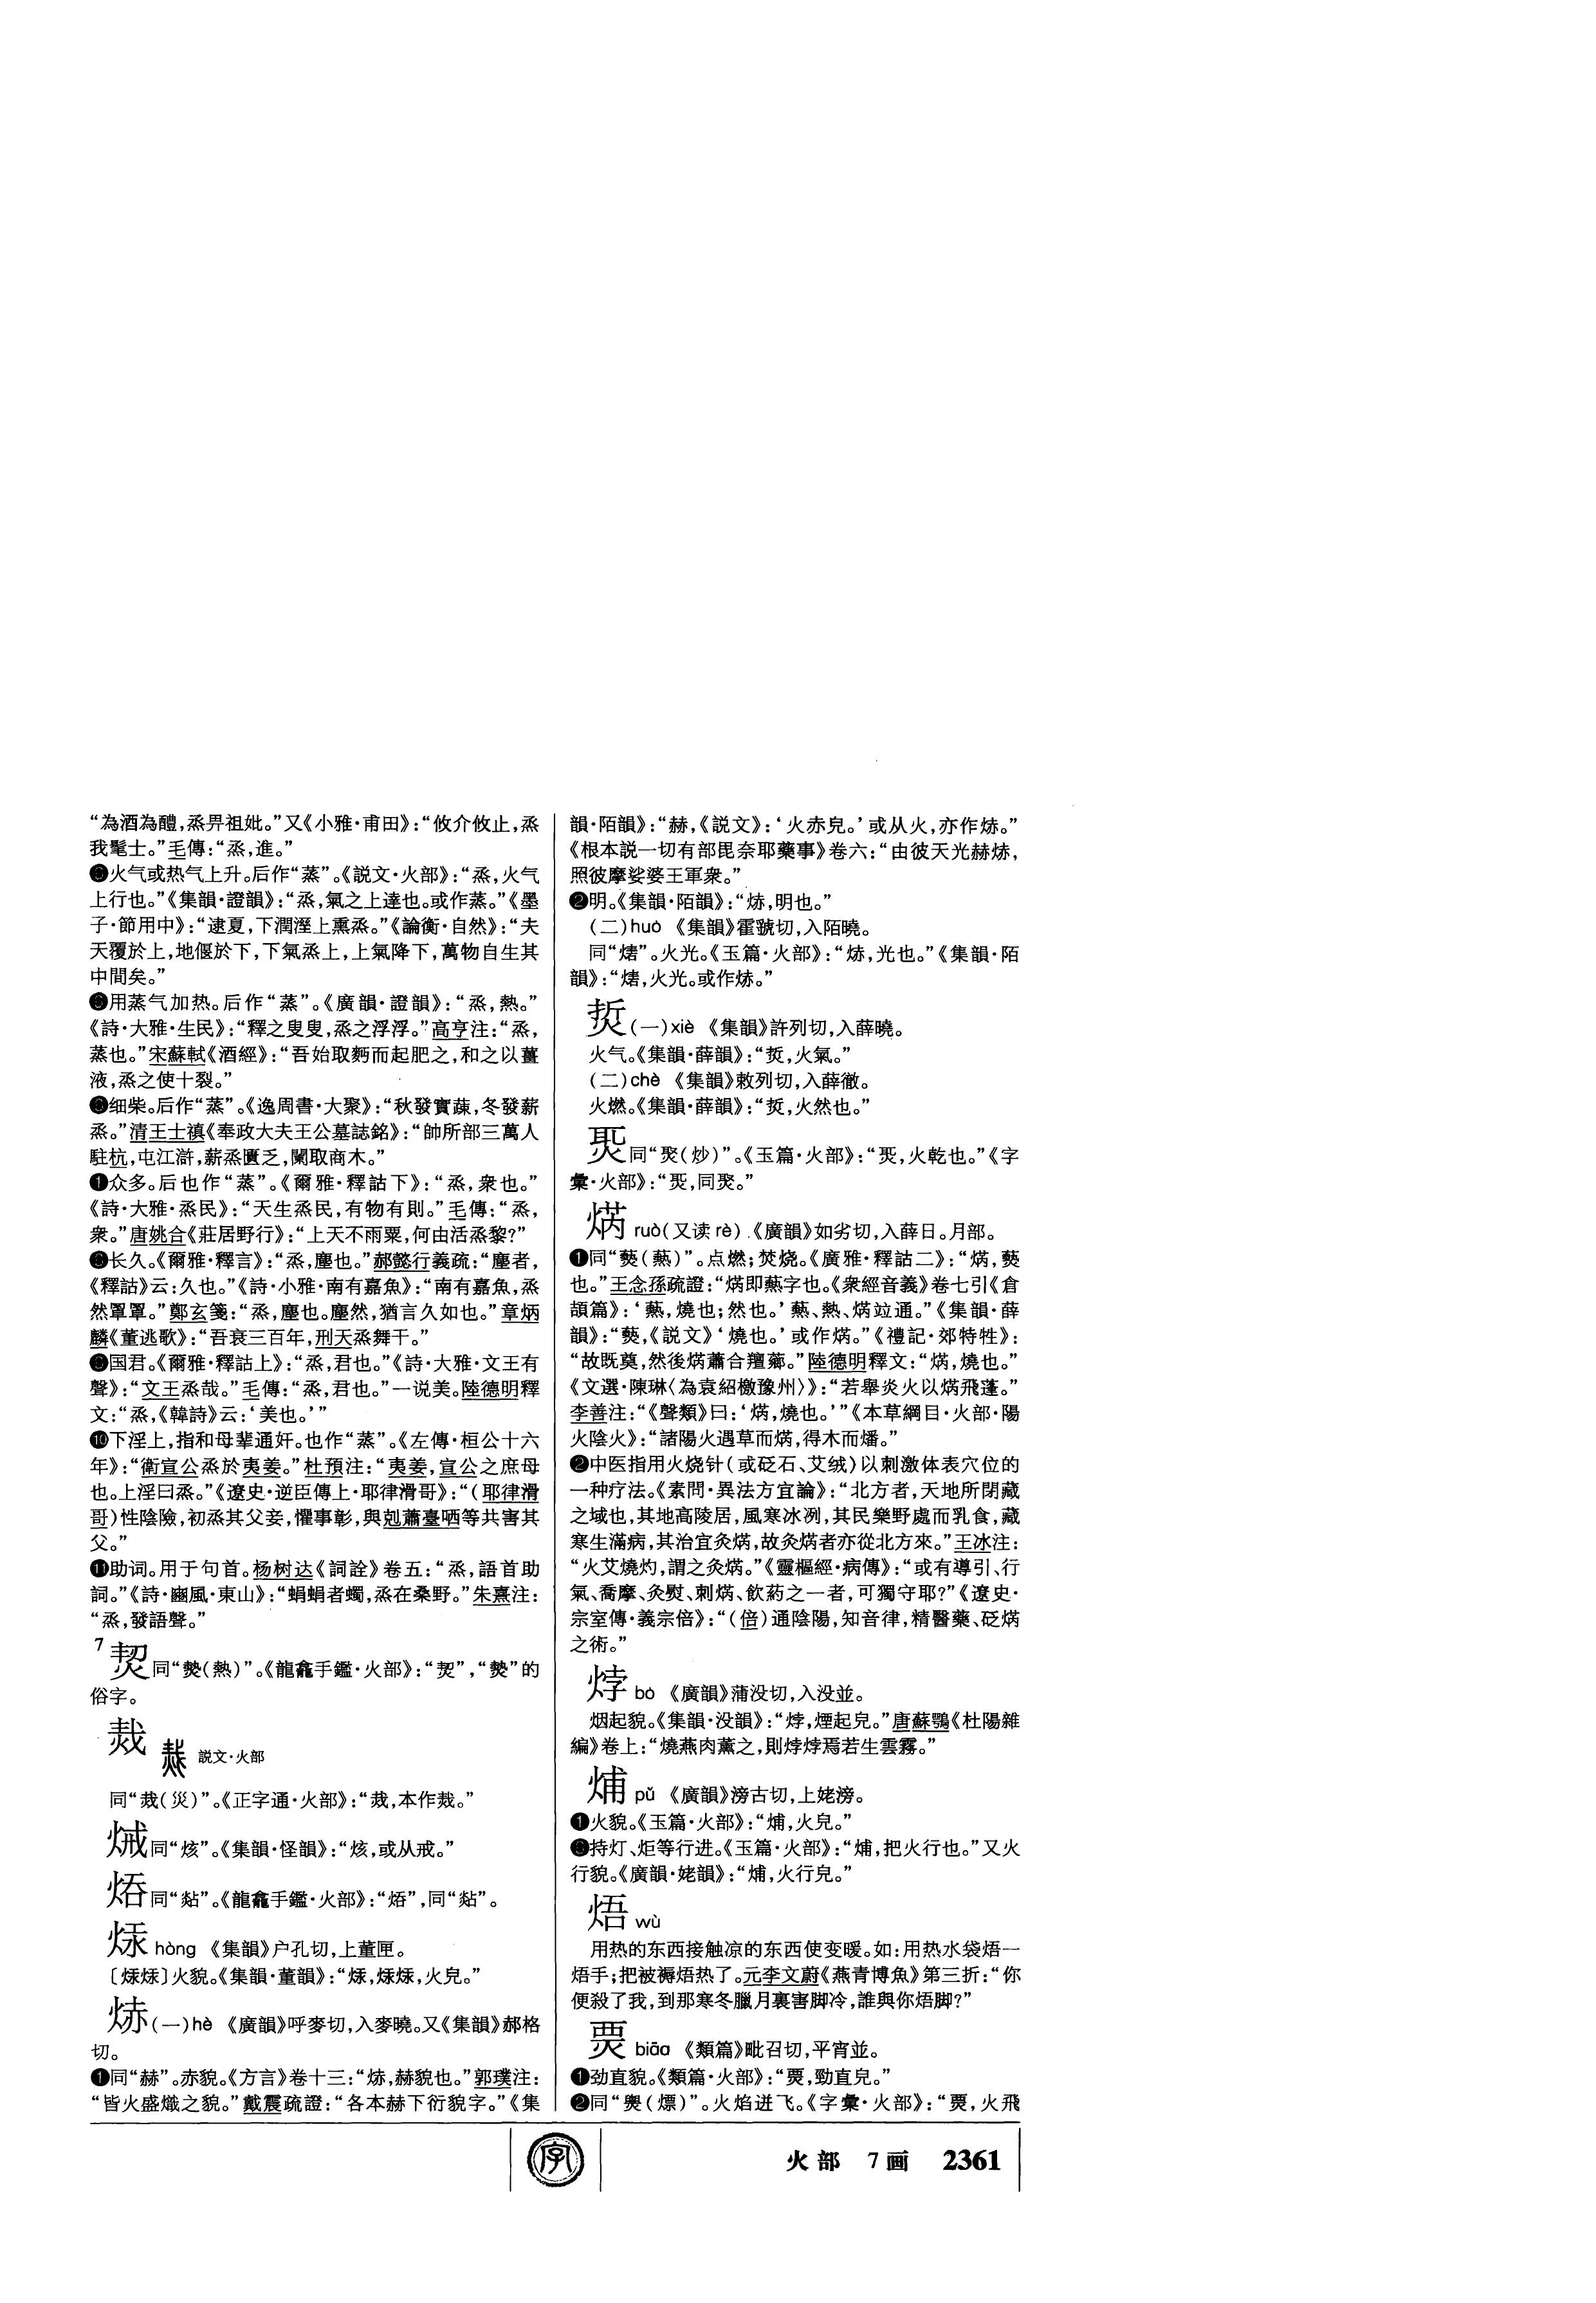 “為酒為醴，烝畀祖妣。”又《小雅·甫田》：“攸介攸止，烝
我髦士。”毛傳：“烝，進。”
火气或热气上升。后作“蒸”。《説文·火部》：“烝，火气
上行也。”《集韻·證韻》：“烝，氣之上達也。或作蒸。”《墨
子·節用中》：“逮夏，下潤溼上熏烝。”《論衡·自然》：“夫
天覆於上，地偃於下，下氣烝上，上氣降下，萬物自生其
中間矣。”
用蒸气加热。后作“蒸”。《廣韻·證韻》：“烝，熱。”
《詩·大雅·生民》：“釋之叟叟，烝之浮浮。”高亨注：“烝，
蒸也。”宋蘇軾《酒經》：“吾始取麪而起肥之，和之以薑
液，烝之使十裂。”
细柴。后作“蒸”。《逸周書·大聚》：“秋發實蔬，冬發薪
烝。”清王士禛《奉政大夫王公墓誌銘》：“帥所部三萬人
駐杭，屯江滸，薪烝匱乏，闌取商木。”
众多。后也作“蒸”。《爾雅·釋詁下》：“烝，衆也。”
《詩·大雅·烝民》：“天生烝民，有物有則。”毛傳：“烝，
衆。”唐姚合《莊居野行》：“上天不雨粟，何由活烝黎？”
长久。《爾雅·釋言》：“烝，塵也。”郝懿行義疏：“塵者，
《釋詁》云：久也。”《詩·小雅·南有嘉魚》：“南有嘉魚，烝
然罩罩。”鄭玄箋：“烝，塵也。塵然，猶言久如也。”章炳
麟《董逃歌》：“吾衰三百年，刑天烝舞干。”
国君。《爾雅·釋詁上》：“烝，君也。”《詩·大雅·文王有
聲》：“文王烝哉。”毛傳：“烝，君也。”一说美。陸德明釋
文：“烝，《韓詩》云：‘美也。’”
⑩下淫上，指和母辈通奸。也作“蒸”。《左傳·桓公十六
年》：“衛宣公烝於夷姜。”杜預注：“夷姜，宣公之庶母
也。上淫曰烝。”《遼史·逆臣傳上·耶律滑哥》：“（耶律滑
哥）性陰險，初烝其父妾，懼事彰，與剋蕭臺哂等共害其
父。”
⑪助词。用于句首。杨树达《詞詮》卷五：“烝，語首助
詞。”《詩·豳風·東山》：“蜎蜎者蠋，烝在桑野。”朱熹注：
“烝，發語聲。”
7
同“㷶（熱）”。《龍龕手鑑·火部》：的
俗字。
説文·火部
同“烖（災）”。《正字通·火部》：“烖，本作。”
同“烗”。《集韻·怪韻》：“烗，或从戒。”
同“㸃”。《龍龕手鑑·火部》：同
hòng 《集韻》户孔切，上董匣。
火貌。《集韻·董韻》：火皃。”
焃（一）hè 《廣韻》呼麥切，入麥曉。又《集韻》郝格
切。
❶同“赫”。赤貌。《方言》卷十三：“焃，赫貌也。”郭璞注：
“皆火盛熾之貌。”戴震疏證：“各本赫下衍貌字。”《集
韻·陌韻》：“赫，《説文》：‘火赤皃。’或从火，亦作焃。”
《根本説一切有部毘奈耶藥事》卷六：“由彼天光赫焃，
照彼摩娑婆王軍衆。”
❷明。《集韻·陌韻》：“焃，明也。”
（二）huò 《集韻》霍虢切，入陌曉。
同火光。《玉篇·火部》：“焃，光也。”《集韻·陌
韻》：火光。或作焃。”
焎（一）xiè 《集韻》許列切，入薛曉。
火气。《集韻·薛韻》：“焎，火氣。”
（二）chè 《集韻》敕列切，入薛徹。
火燃。《集韻·薛韻》：“焎，火然也。”
同“㷅（炒）”。《玉篇·火部》：火乾也。”《字
彙·火部》：同
焫 ruò（又读rè） 《廣韻》如劣切，入薛日。月部。
❶同“爇（㸐）”。点燃；焚烧。《廣雅·釋詁二》：“焫，爇
也。”王念孫疏證：“焫即爇字也。《衆經音義》卷七引《倉
頡篇》：‘爇，燒也；然也。’爇、熱、焫竝通。”《集韻·薛
韻》：“爇，《説文》‘燒也。’或作焫。”《禮記·郊特牲》：
“故既奠，然後焫蕭合羶薌。”陸德明釋文：“焫，燒也。”
《文選·陳琳〈為袁紹檄豫州〉》：“若舉炎火以焫飛蓬。”
李善注：“《聲類》曰：‘焫，燒也。’”《本草綱目·火部·陽
火陰火》：“諸陽火遇草而焫，得木而燔。”
❷中医指用火烧针（或砭石、艾绒）以刺激体表穴位的
一种疗法。《素問·異法方宜論》：“北方者，天地所閉藏
之域也，其地高陵居，風寒冰冽，其民樂野處而乳食，藏
寒生滿病，其治宜灸焫，故灸焫者亦從北方來。”王冰注：
“火艾燒灼，謂之灸焫。”《靈樞經·病傳》：“或有導引、行
氣、喬摩、灸熨、刺焫、飲葯之一者，可獨守耶？”《遼史·
宗室傳·義宗倍》：“（倍）通陰陽，知音律，精醫藥、砭焫
之術。”
焞 bó 《廣韻》蒲没切，入没並。
烟起貌。《集韻·没韻》：煙起皃。”唐蘇鶚《杜陽雜
編》卷上：“燒燕肉薰之，則焉若生雲霧。”
烳 pǔ 《廣韻》滂古切，上姥滂。
❶火貌。《玉篇·火部》：“烳，火皃。”
持灯、炬等行进。《玉篇·火部》：“烳，把火行也。”又火
行貌。《廣韻·姥韻》：“烳，火行皃。”
焐 wù
用热的东西接触凉的东西使变暖。如：用热水袋焐一
焐手；把被褥焐热了。元李文蔚《燕青博魚》第三折：“你
便殺了我，到那寒冬臘月裏害脚冷，誰與你焐脚？”
biāo 《類篇》毗召切，平宵並。
❶劲直貌。《類篇·火部》：勁直皃。”
❷同火焰迸飞。《字彙·火部》：火飛
字
火部 7画 2361